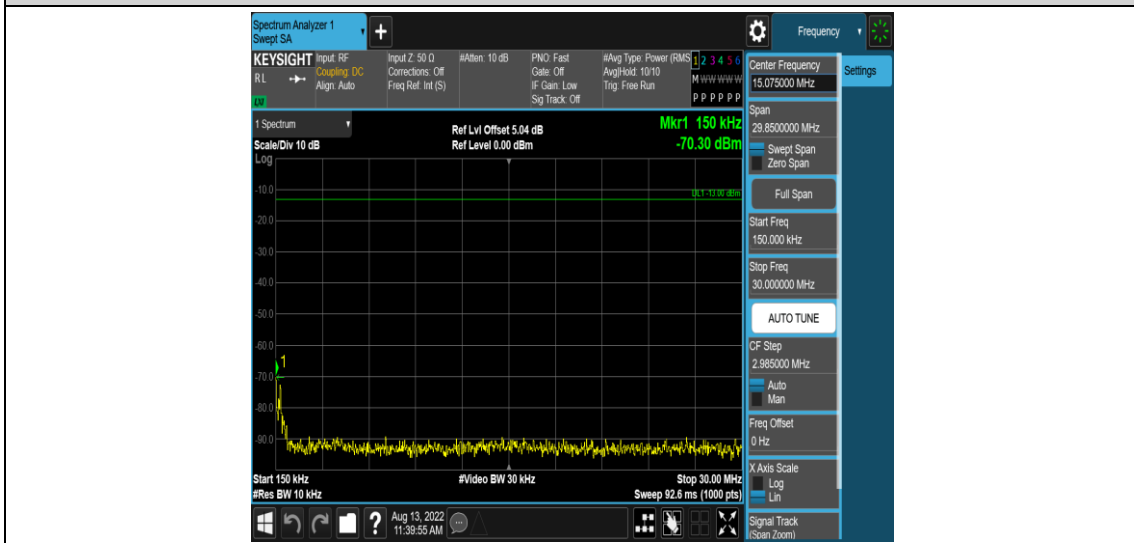 Spectrum Analyzer 1
Swept SA
+
Frequency
KEYSIGHT
RL
LXI
Input: RF
Coupling: DC
Align: Auto
Input Z: 50 Ω
Corrections: Off
Freq Ref: Int (S)
#Atten: 10 dB
PNO: Fast
Gate: Off
IF Gain: Low
Sig Track: Off
#Avg Type: Power (RMS
Avg|Hold: 10/10
Trig: Free Run
1 2 3 4 5 6
M W W W W W
P P P P P P
1 Spectrum
Scale/Div 10 dB
Log
Ref Lvl Offset 5.04 dB
Ref Level 0.00 dBm
Mkr1 150 kHz
-70.30 dBm
DL1 -13.00 dBm
-10.0
-20.0
-30.0
-40.0
-50.0
-60.0
-70.0
-80.0
-90.0
1
Start 150 kHz
#Res BW 10 kHz
#Video BW 30 kHz
Stop 30.00 MHz
Sweep 92.6 ms (1000 pts)
Center Frequency
15.075000 MHz
Settings
Span
29.8500000 MHz
Swept Span
Zero Span
Full Span
Start Freq
150.000 kHz
Stop Freq
30.000000 MHz
AUTO TUNE
CF Step
2.985000 MHz
Auto
Man
Freq Offset
0 Hz
X Axis Scale
Log
Lin
Signal Track
(Span Zoom)
?
Aug 13, 2022
11:39:55 AM